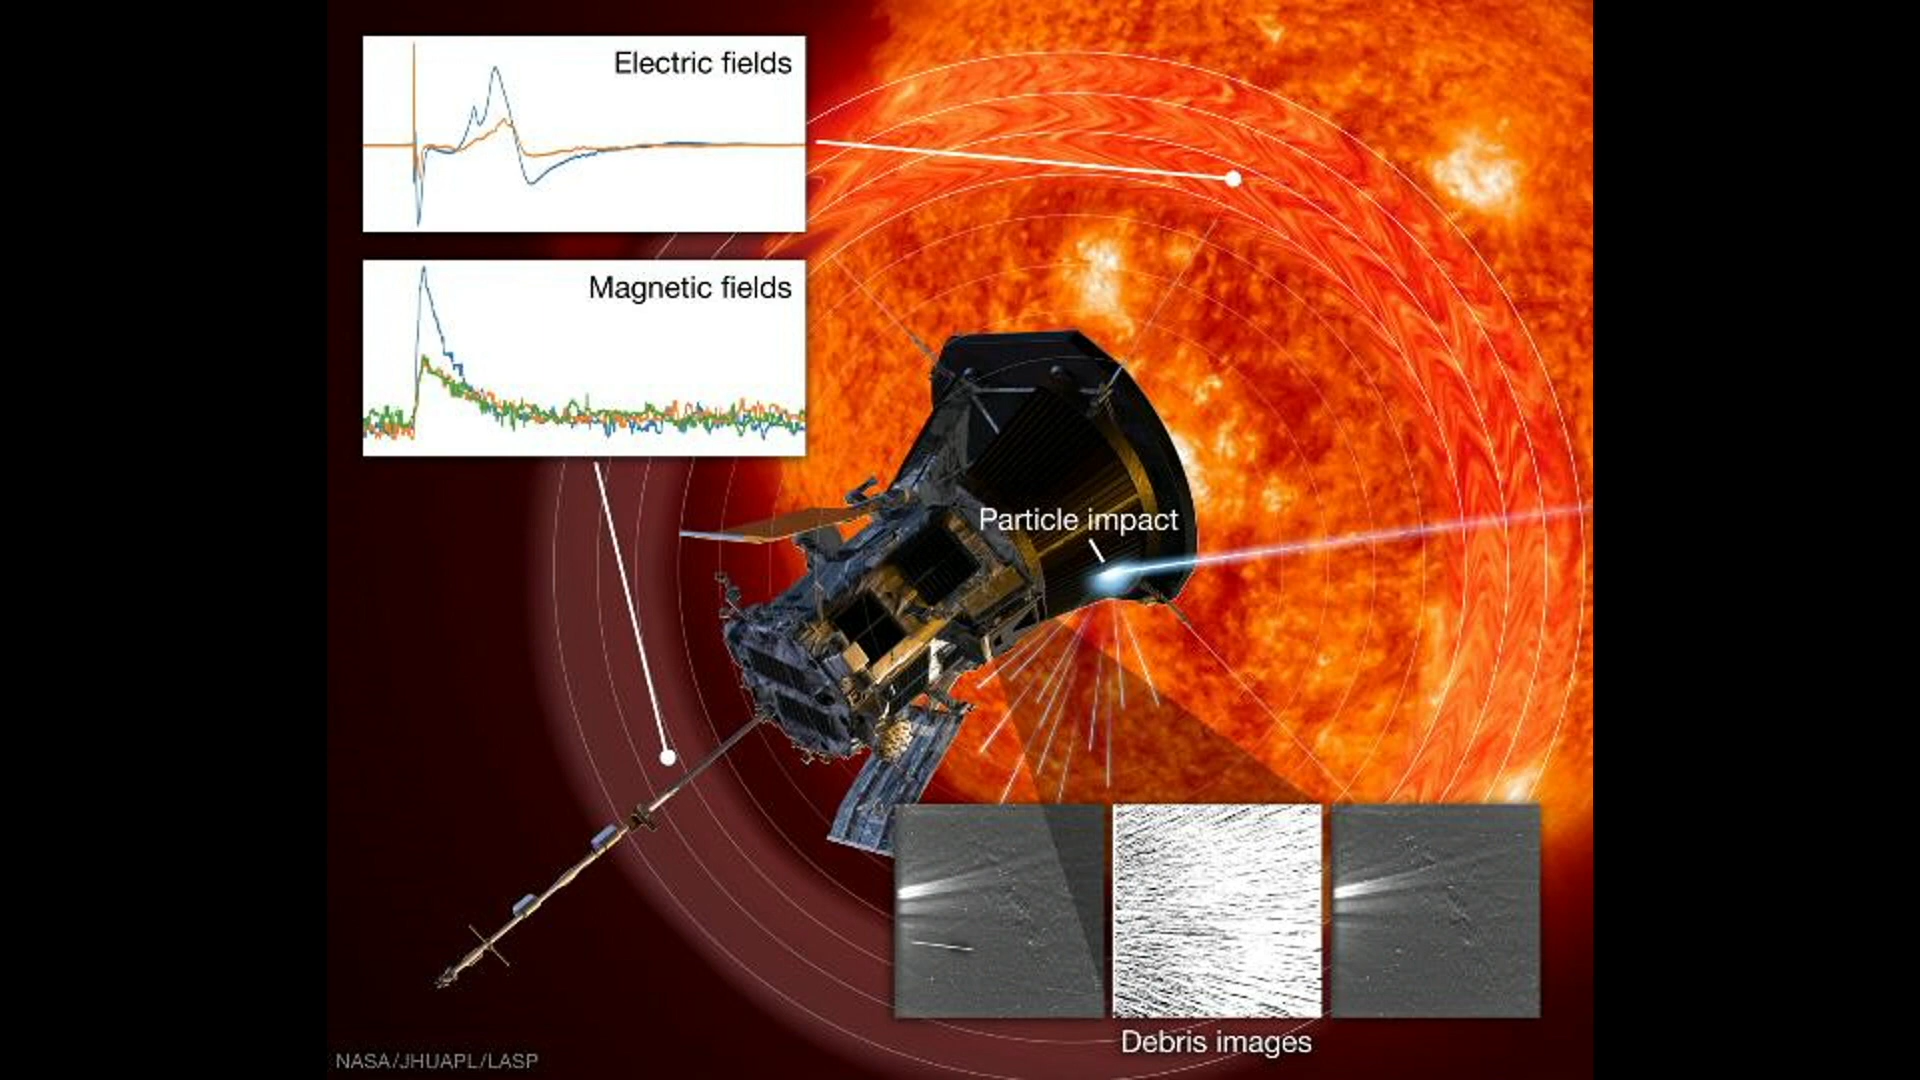 Electric fields
Magnetic fields
Particle impact
Debris images
NASA/JHUAPL/LASP